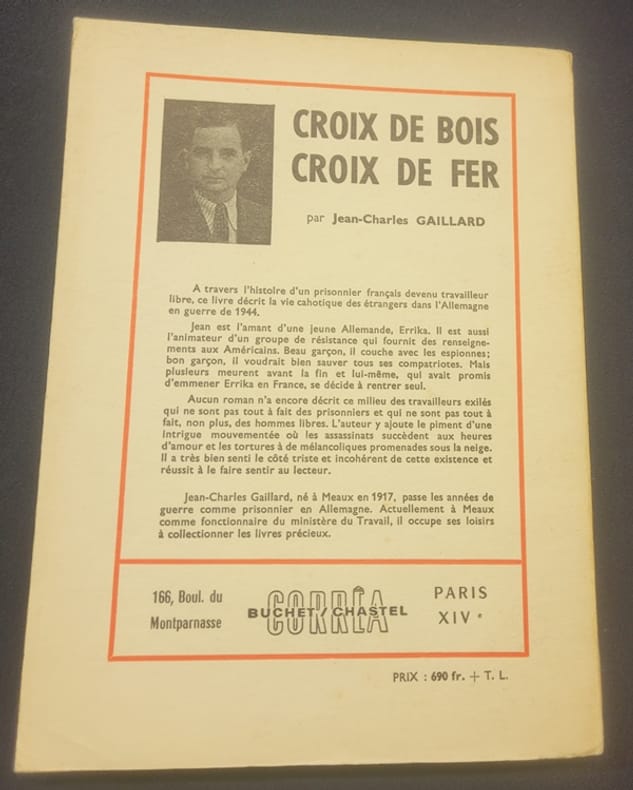 CROIX DE BOIS
CROIX DE FER
par Jean-Charles GAILLARD
A travers l'histoire d'un prisonnier français devenu travailleur
libre, ce livre décrit la vie cahotique des étrangers dans l'Allemagne
en guerre de 1944.
Jean est l'amant d'une jeune Allemande, Errika. Il est aussi
l'animateur d'un groupe de résistance qui fournit des renseigne-
ments aux Américains. Beau garçon, il couche avec les espionnes;
bon garçon, il voudrait bien sauver tous ses compatriotes. Mais
plusieurs meurent avant la fin et lui-même, qui avait promis
d'emmener Errika en France, se décide à rentrer seul.
Aucun roman n'a encore décrit ce milieu des travailleurs exilés
qui ne sont pas tout à fait des prisonniers et qui ne sont pas tout à
fait, non plus, des hommes libres. L'auteur y ajoute le piment d'une
intrigue mouvementée où les assassinats succèdent aux heures
d'amour et les tortures à de mélancoliques promenades sous la neige.
Il a très bien senti le côté triste et incohérent de cette existence et
réussit à le faire sentir au lecteur.
Jean-Charles Gaillard, né à Meaux en 1917, passe les années de
guerre comme prisonnier en Allemagne. Actuellement à Meaux
comme fonctionnaire du ministère du Travail, il occupe ses loisirs
à collectionner les livres précieux.
166, Boul. du
Montparnasse
CORRÊA
BUCHET/CHASTEL
PARIS
XIVe
PRIX : 690 fr. + T. L.